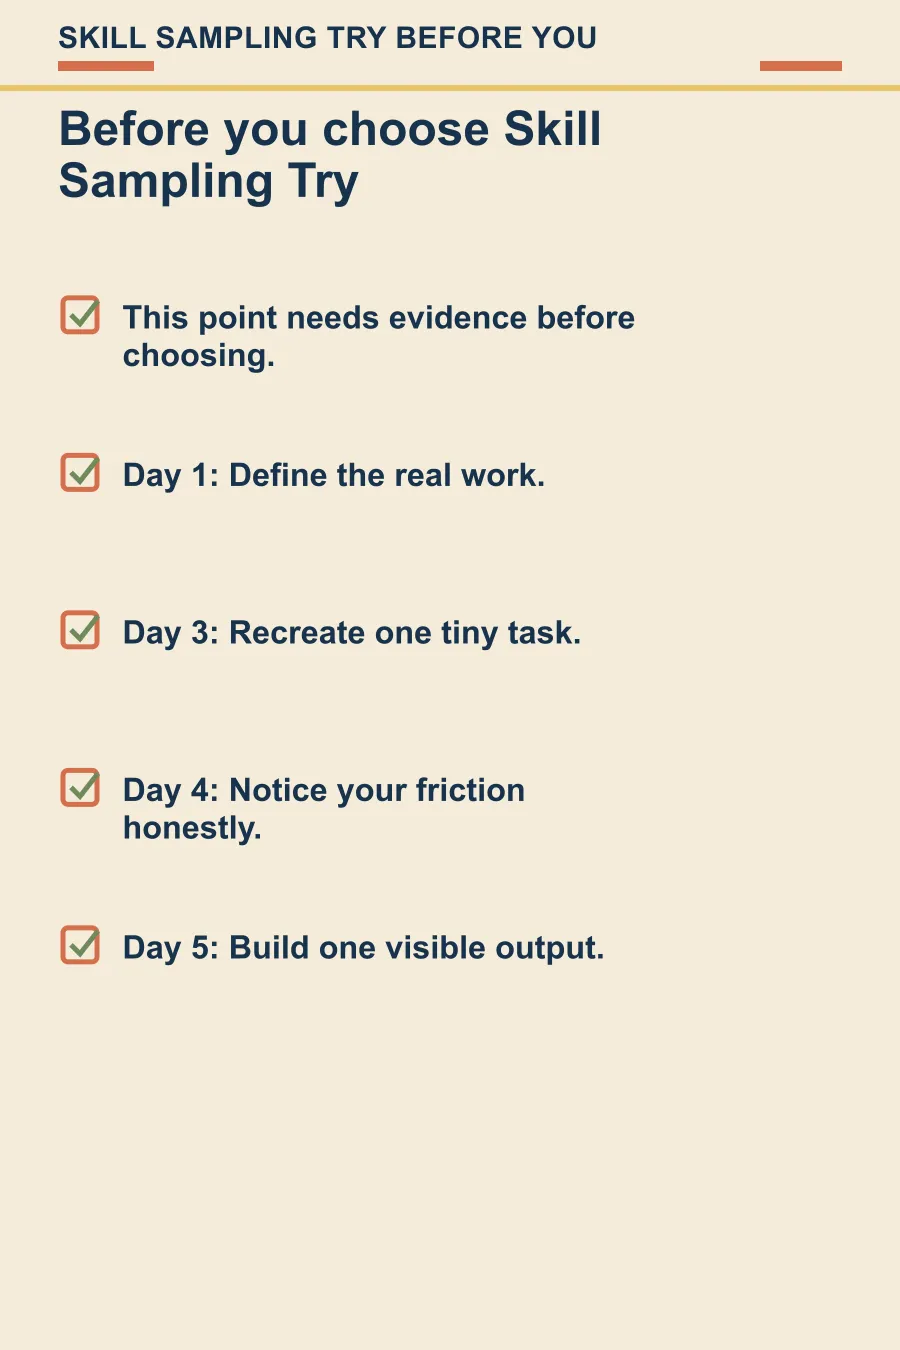 SKILL SAMPLING TRY BEFORE YOU
Before you choose Skill
Sampling Try
This point needs evidence before
choosing.
Day 1: Define the real work.
Day 3: Recreate one tiny task.
Day 4: Notice your friction
honestly.
Day 5: Build one visible output.